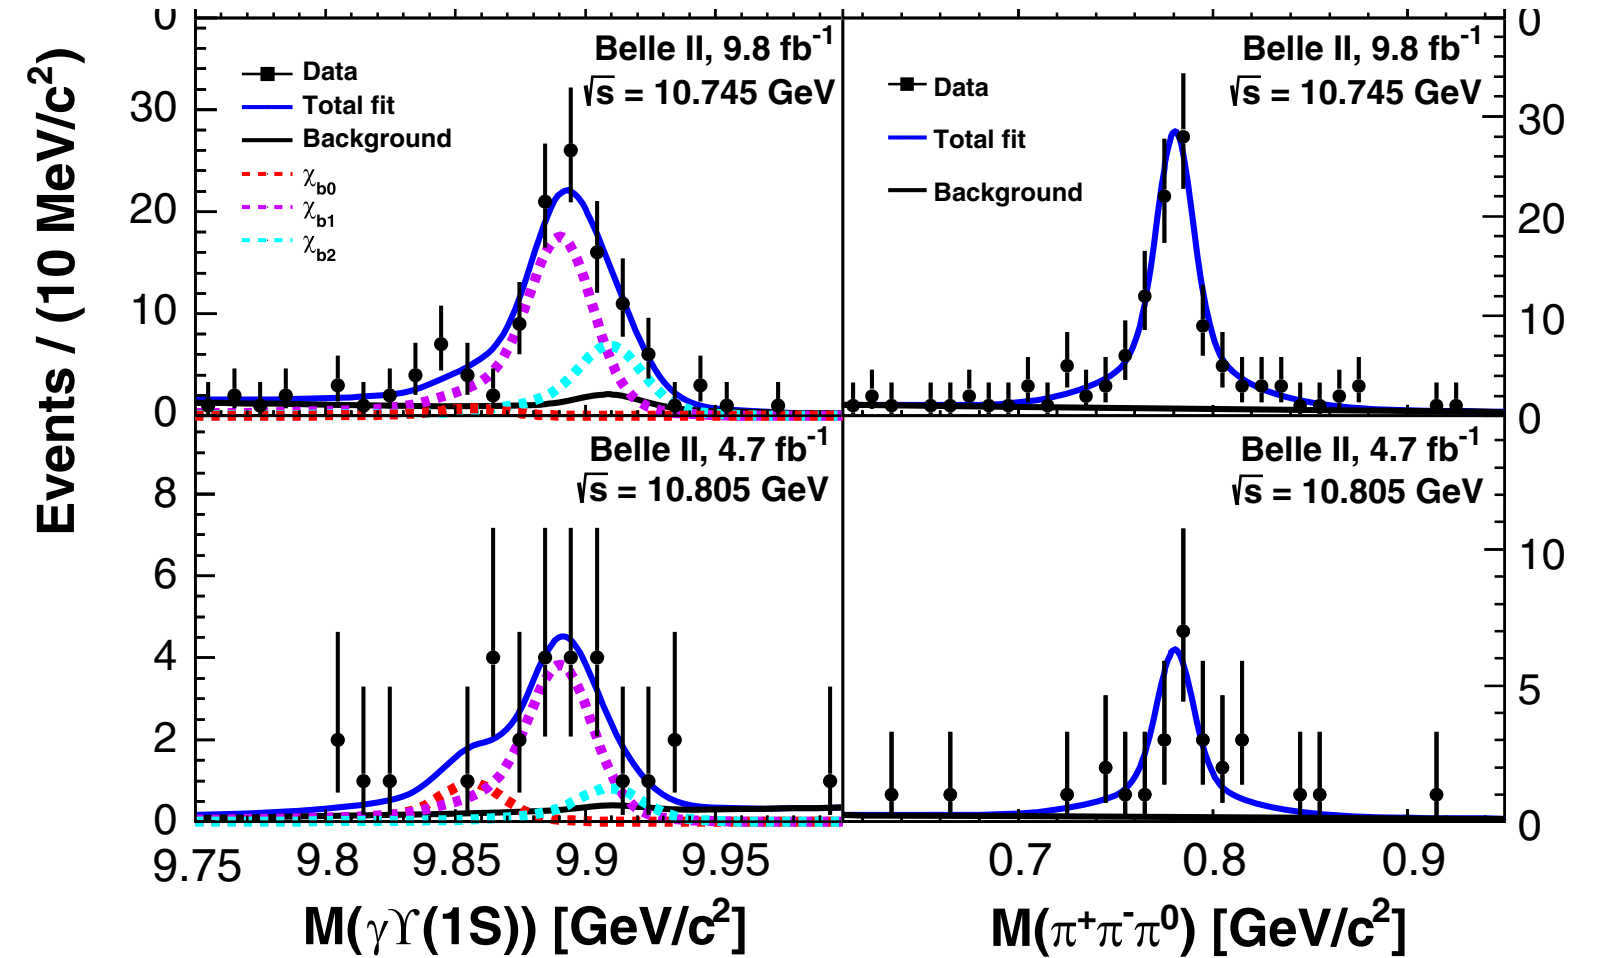 Events / (10 MeV/c²)
0
30
20
10
0
8
6
4
2
0
Data
Total fit
Background
χb0
χb1
χb2
Belle II, 9.8 fb⁻¹
√s = 10.745 GeV
Data
Total fit
Background
Belle II, 9.8 fb⁻¹
√s = 10.745 GeV
0
30
20
10
0
Belle II, 4.7 fb⁻¹
√s = 10.805 GeV
Belle II, 4.7 fb⁻¹
√s = 10.805 GeV
10
5
0
9.75 9.8 9.85 9.9 9.95
0.7 0.8 0.9
M(γϒ(1S)) [GeV/c²]
M(π⁺π⁻π⁰) [GeV/c²]